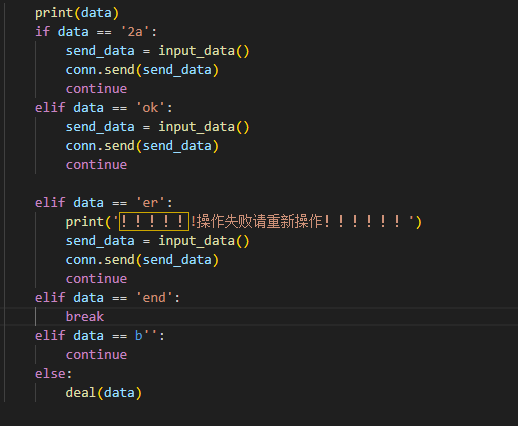 print(data)
if data == '2a':
    send_data = input_data()
    conn.send(send_data)
    continue
elif data == 'ok':
    send_data = input_data()
    conn.send(send_data)
    continue

elif data == 'er':
    print('！！！！！!操作失败请重新操作！！！！！！')
    send_data = input_data()
    conn.send(send_data)
    continue
elif data == 'end':
    break
elif data == b'':
    continue
else:
    deal(data)